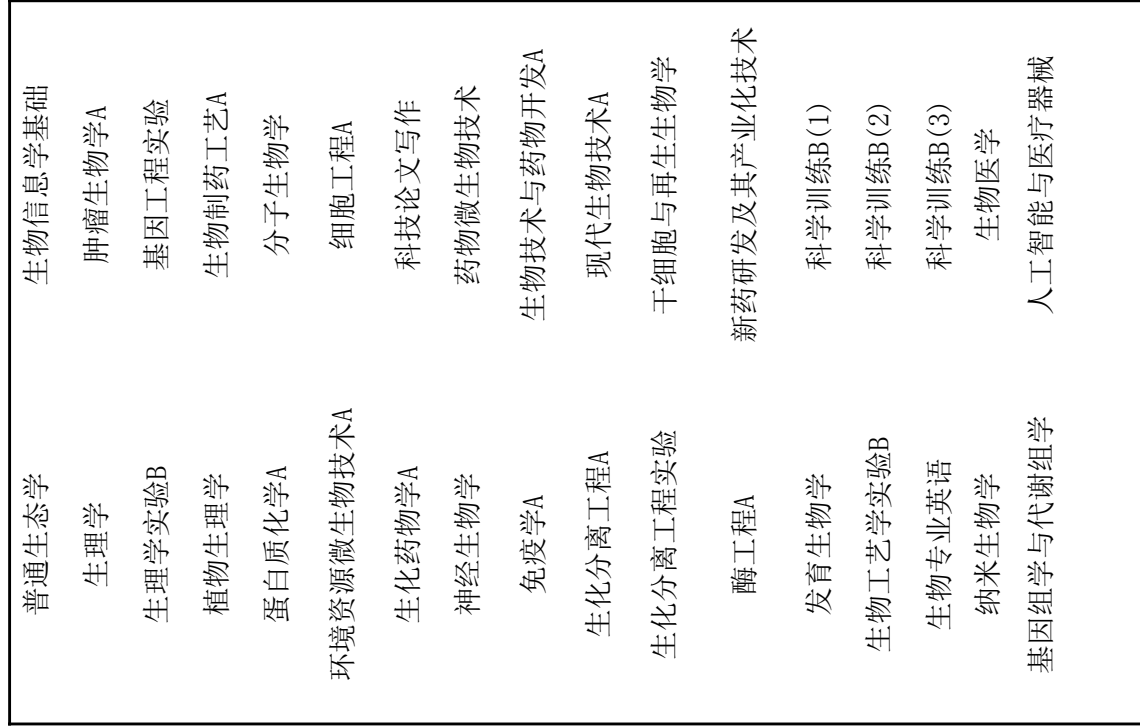 普通生态学 生物信息学基础
生理学 肿瘤生物学A
生理学实验B 基因工程实验
植物生理学 生物制药工艺A
蛋白质化学A 分子生物学
环境资源微生物技术A 细胞工程A
生化药物学A 科技论文写作
神经生物学 药物微生物技术
免疫学A 生物技术与药物开发A
生化分离工程A 现代生物技术A
生化分离工程实验 干细胞与再生生物学
酶工程A 新药研发及其产业化技术
发育生物学 科学训练B(1)
生物工艺学实验B 科学训练B(2)
生物专业英语 科学训练B(3)
纳米生物学 生物医学
基因组学与代谢组学 人工智能与医疗器械